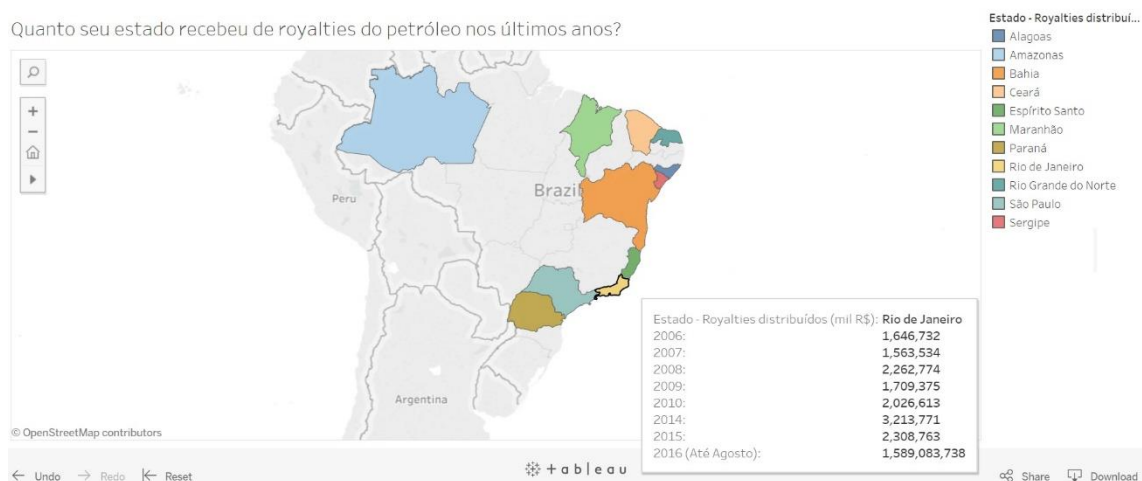 Quanto seu estado recebeu de royalties do petróleo nos últimos anos?
Estado - Royalties distribuí...
Alagoas
Amazonas
Bahia
Ceará
Espírito Santo
Maranhão
Paraná
Rio de Janeiro
Rio Grande do Norte
São Paulo
Sergipe
Brazil
Peru
Argentina
Estado - Royalties distribuídos (mil R$): Rio de Janeiro
2006: 1,646,732
2007: 1,563,534
2008: 2,262,774
2009: 1,709,375
2010: 2,026,613
2014: 3,213,771
2015: 2,308,763
2016 (Até Agosto): 1,589,083,738
© OpenStreetMap contributors
Undo Redo Reset +ableau Share Download